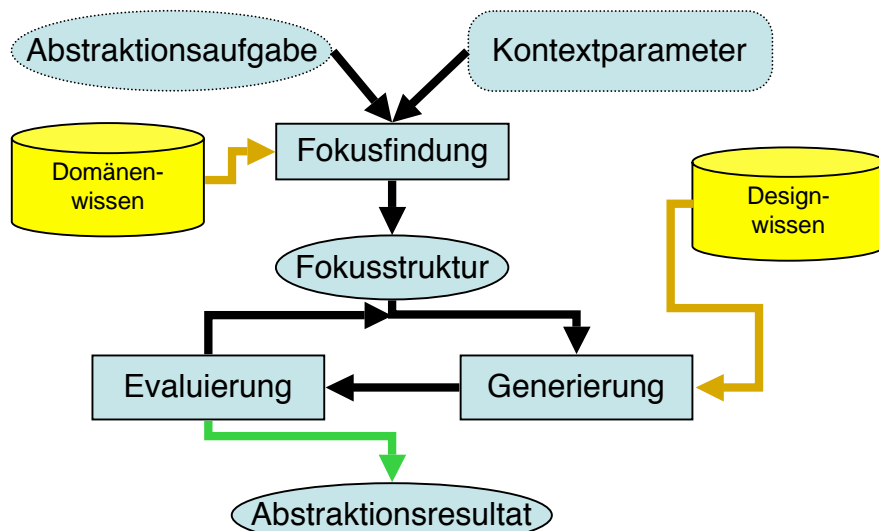 Abstraktionsaufgabe
Kontextparameter
Fokusfindung
Domänen-
wissen
Design-
wissen
Fokusstruktur
Evaluierung
Generierung
Abstraktionsresultat